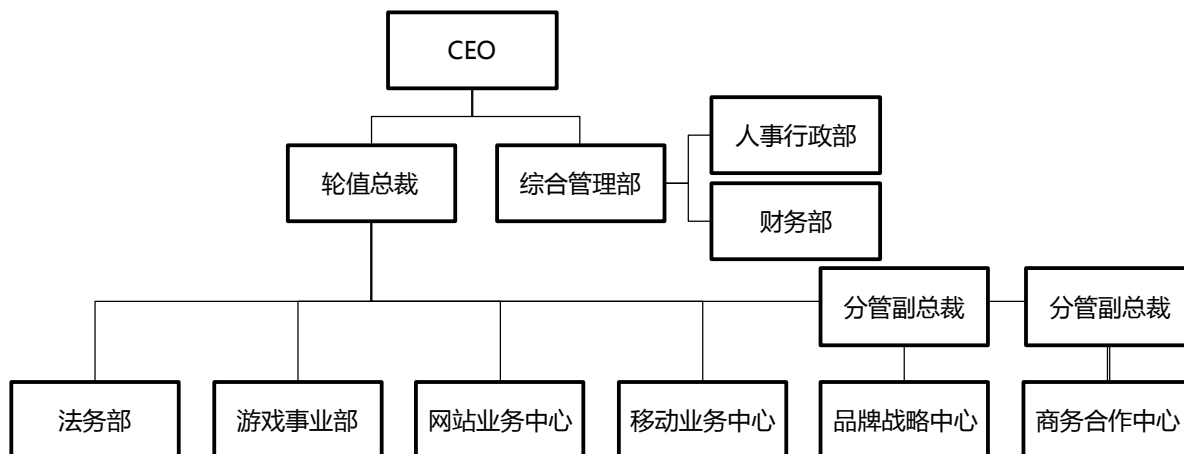 CEO
人事行政部
轮值总裁
综合管理部
财务部
分管副总裁
分管副总裁
法务部
游戏事业部
网站业务中心
移动业务中心
品牌战略中心
商务合作中心